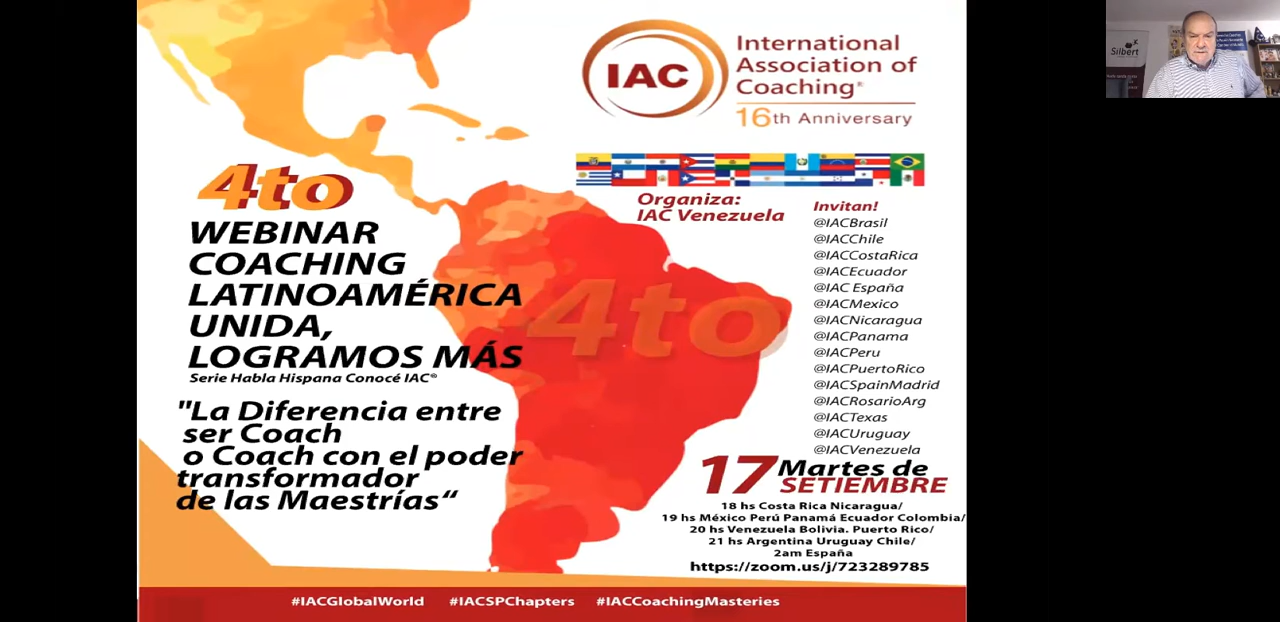 IAC
International
Association of
Coaching®
16th Anniversary
4to
WEBINAR
COACHING
LATINOAMÉRICA
UNIDA,
LOGRAMOS MÁS
Serie Habla Hispana Conocé IAC®
"La Diferencia entre
ser Coach
o Coach con el poder
transformador
de las Maestrías“
4to
Organiza:
IAC Venezuela
Invitan!
@IACBrasil
@IACChile
@IACCostaRica
@IACEcuador
@IAC España
@IACMexico
@IACNicaragua
@IACPanama
@IACPeru
@IACPuertoRico
@IACSpainMadrid
@IACRosarioArg
@IACTexas
@IACUruguay
@IACVenezuela
17 Martes de
SETIEMBRE
18 hs Costa Rica Nicaragua/
19 hs México Perú Panamá Ecuador Colombia/
20 hs Venezuela Bolivia. Puerto Rico/
21 hs Argentina Uruguay Chile/
2am España
https://zoom.us/j/723289785
#IACGlobalWorld #IACSPChapters #IACCoachingMasteries
Silbert